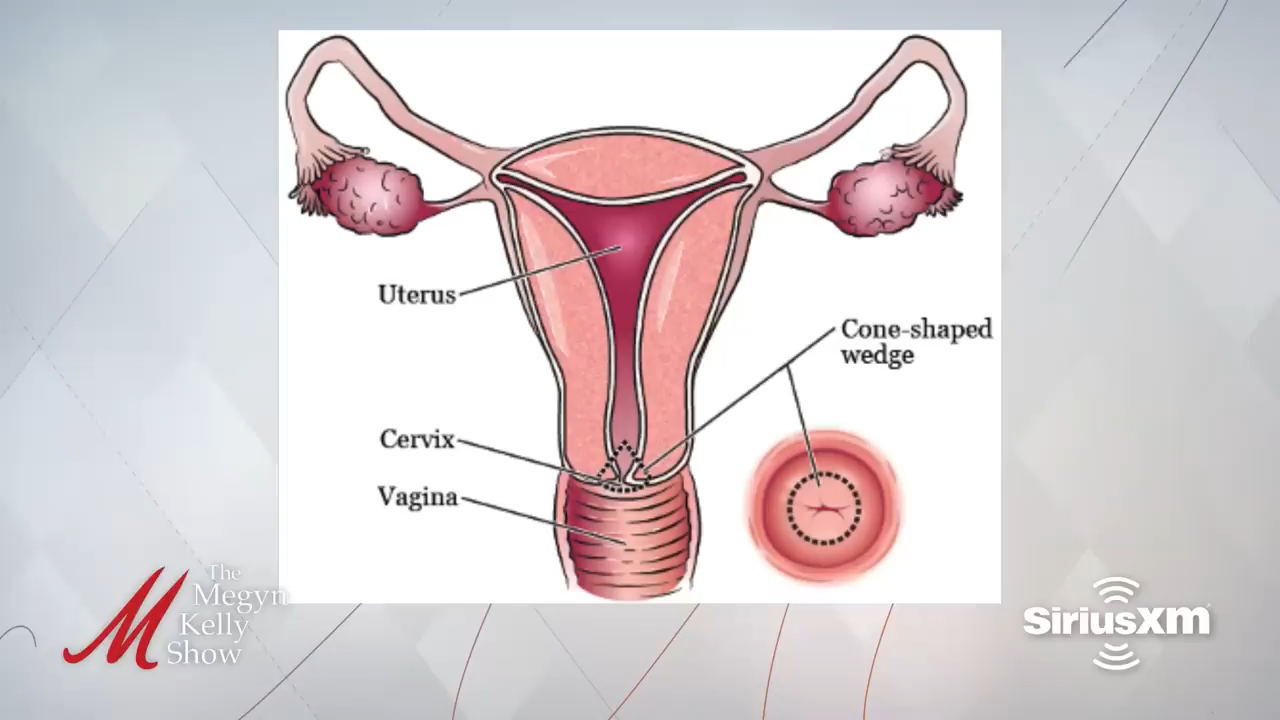 Uterus
Cone-shaped
wedge
Cervix
Vagina
The
Megyn
Kelly
Show
SiriusXM